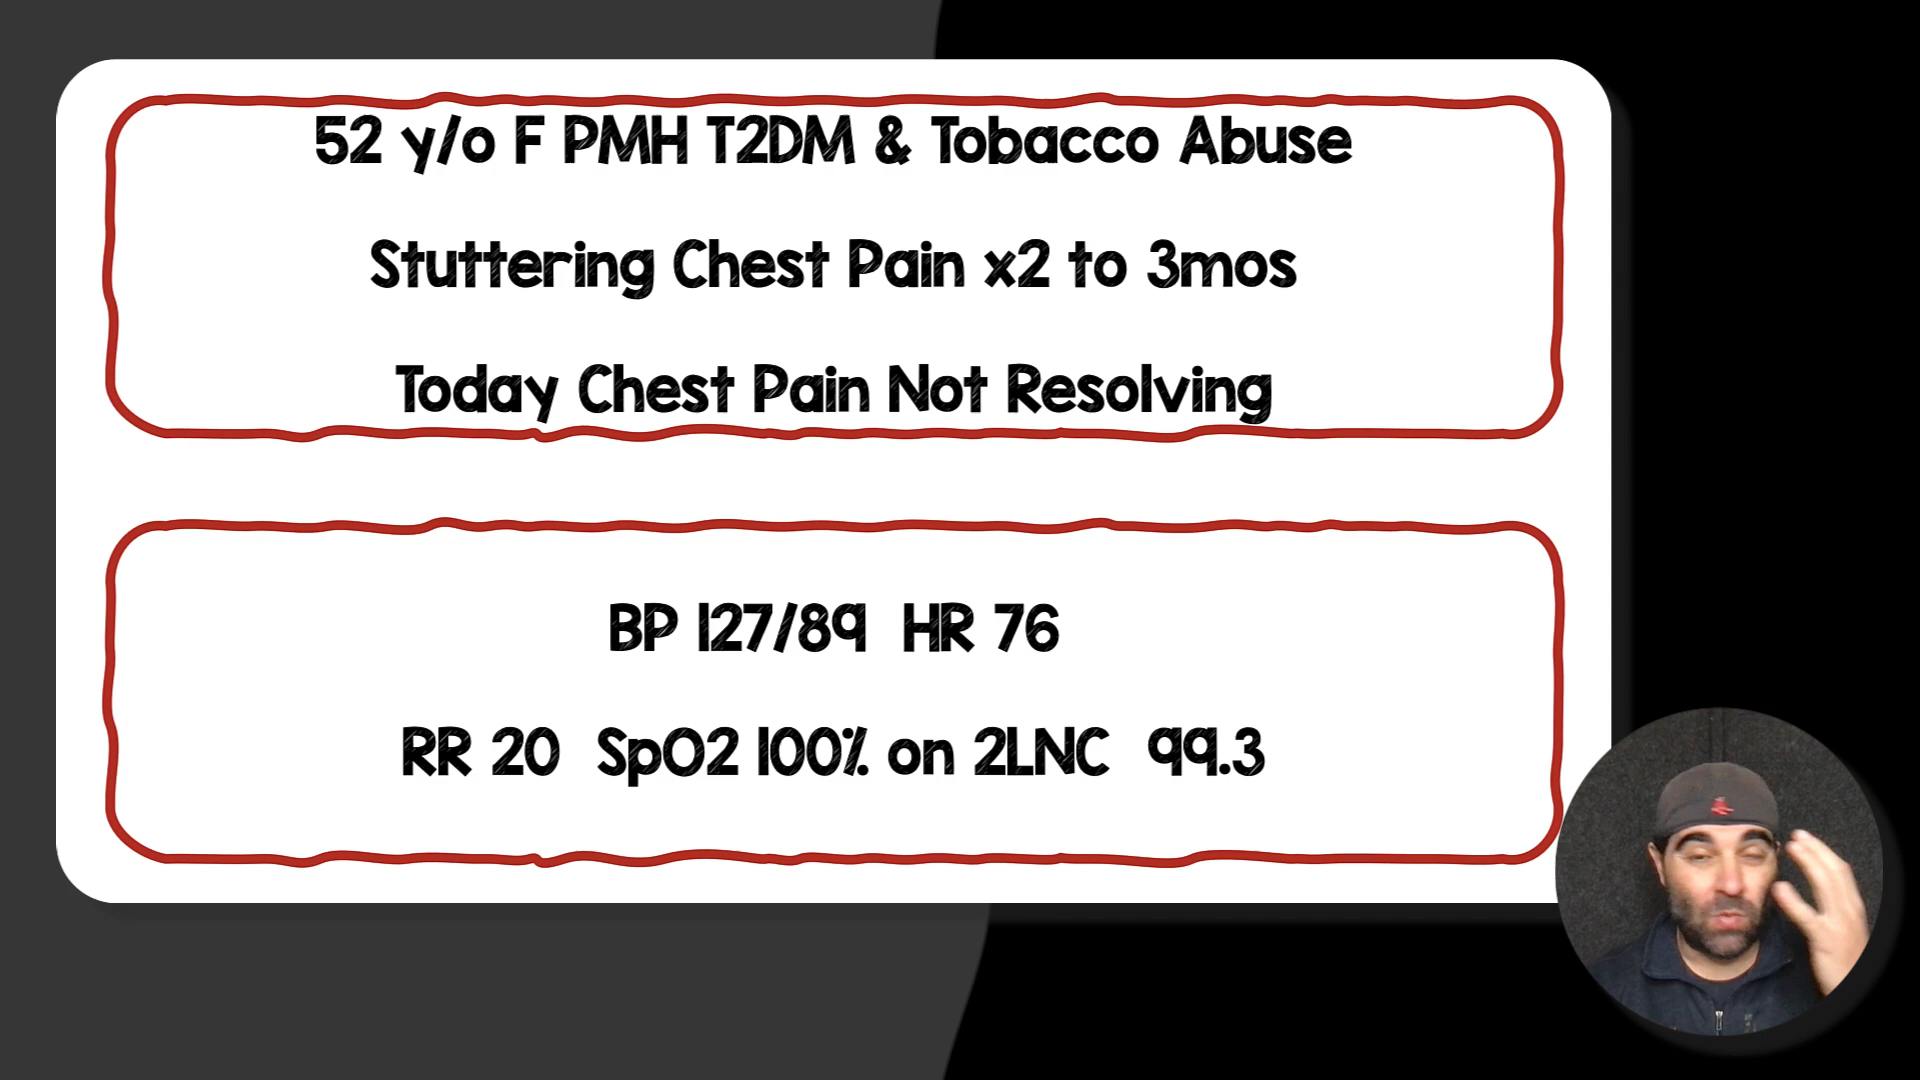 52 y/o F PMH T2DM & Tobacco Abuse
Stuttering Chest Pain x2 to 3mos
Today Chest Pain Not Resolving
BP 127/89 HR 76
RR 20 SpO2 100% on 2LNC 99.3